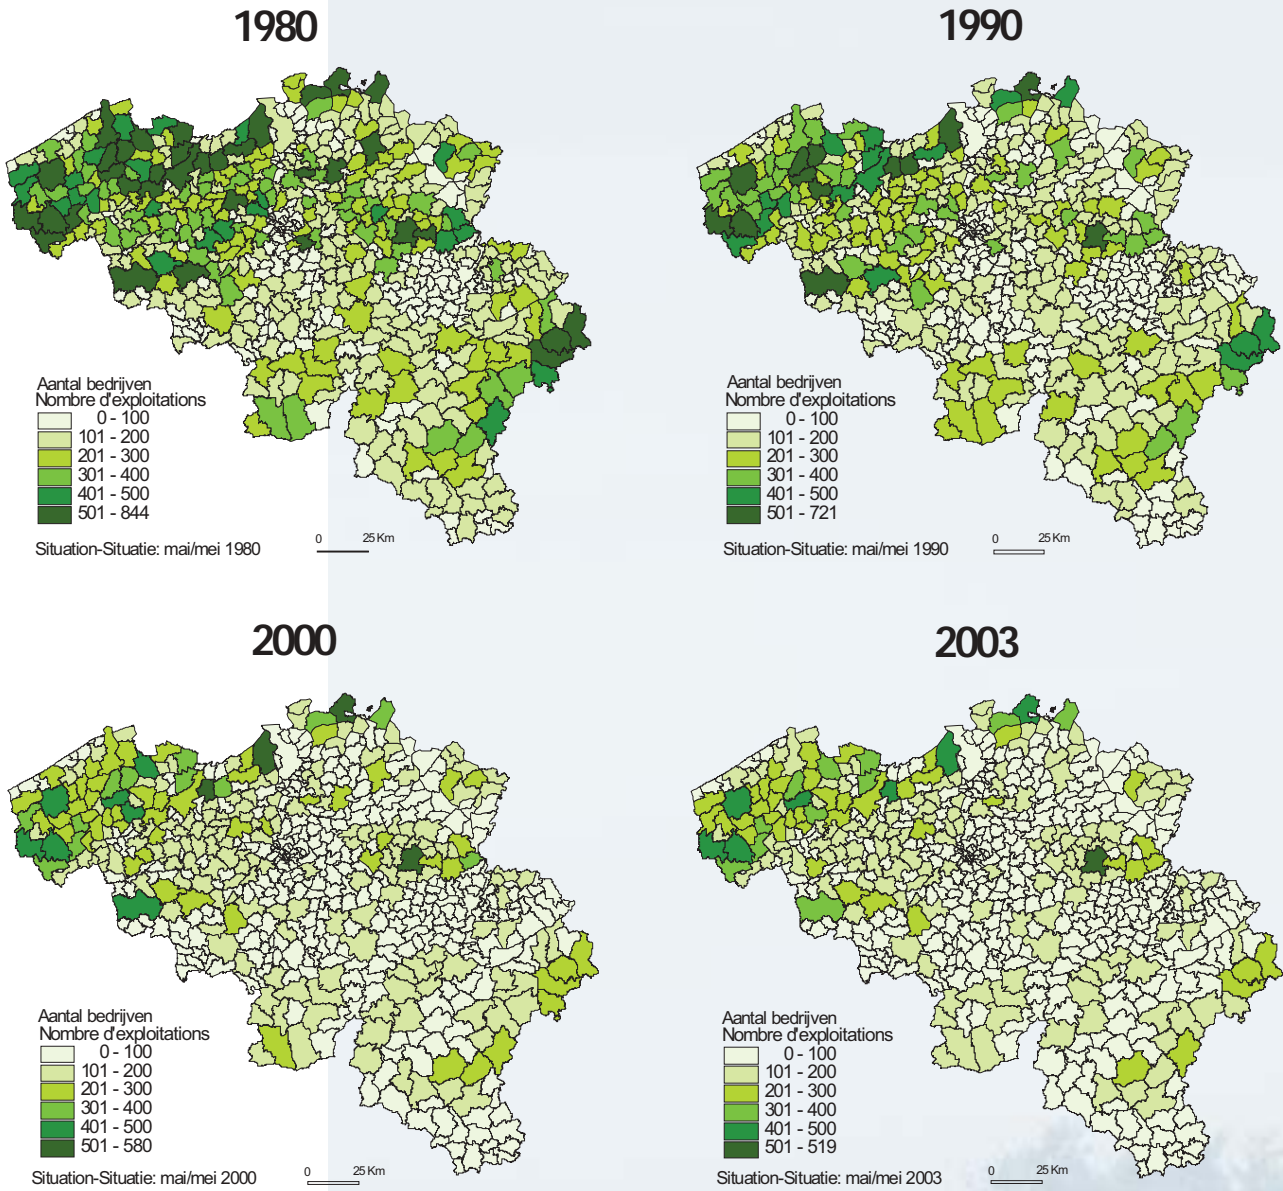 1980
Aantal bedrijven
Nombre d'exploitations
0 - 100
101 - 200
201 - 300
301 - 400
401 - 500
501 - 844
Situation-Situatie: mai/mei 1980
0 25 Km
1990
Aantal bedrijven
Nombre d'exploitations
0 - 100
101 - 200
201 - 300
301 - 400
401 - 500
501 - 721
Situation-Situatie: mai/mei 1990
0 25 Km
2000
Aantal bedrijven
Nombre d'exploitations
0 - 100
101 - 200
201 - 300
301 - 400
401 - 500
501 - 580
Situation-Situatie: mai/mei 2000
0 25 Km
2003
Aantal bedrijven
Nombre d'exploitations
0 - 100
101 - 200
201 - 300
301 - 400
401 - 500
501 - 519
Situation-Situatie: mai/mei 2003
0 25 Km